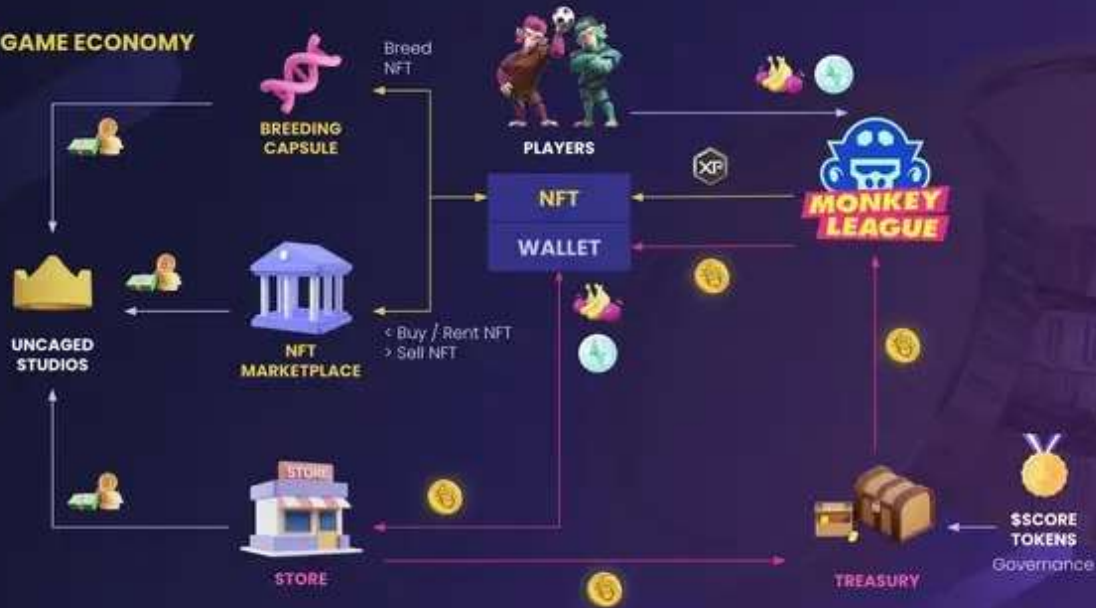 GAME ECONOMY
Breed
NFT
BREEDING
CAPSULE
PLAYERS
XP
NFT
WALLET
MONKEY
LEAGUE
UNCAGED
STUDIOS
NFT
MARKETPLACE
< Buy / Rent NFT
> Sell NFT
STORE
STORE
TREASURY
$SCORE
TOKENS
Governance